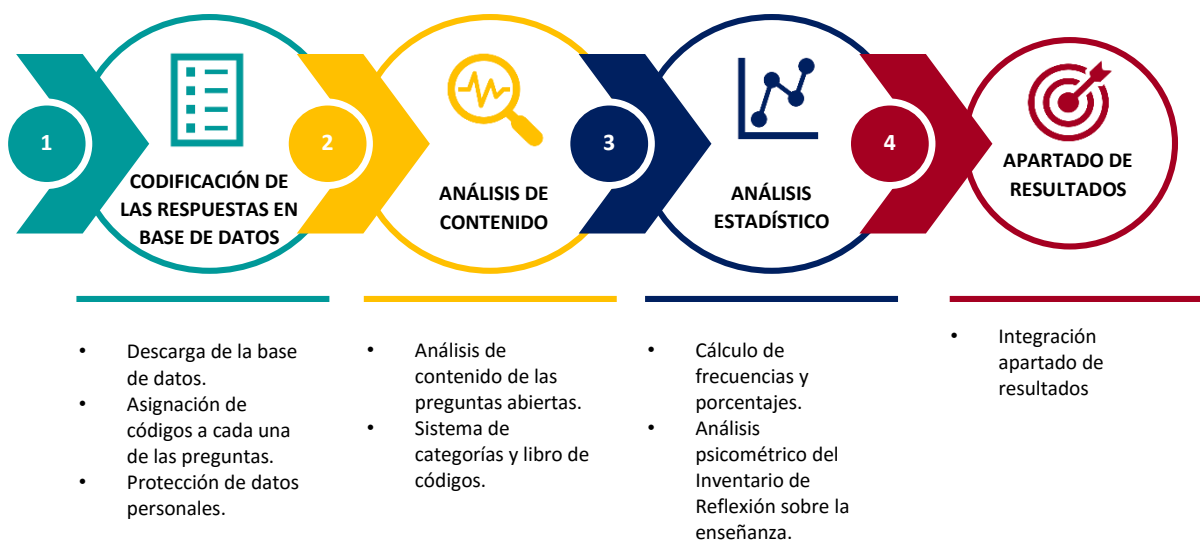 1
CODIFICACIÓN DE
LAS RESPUESTAS EN
BASE DE DATOS
2
ANÁLISIS DE
CONTENIDO
3
ANÁLISIS
ESTADÍSTICO
4
APARTADO DE
RESULTADOS
• Descarga de la base
de datos.
• Asignación de
códigos a cada una
de las preguntas.
• Protección de datos
personales.
• Análisis de
contenido de las
preguntas abiertas.
• Sistema de
categorías y libro de
códigos.
• Cálculo de
frecuencias y
porcentajes.
• Análisis
psicométrico del
Inventario de
Reflexión sobre la
enseñanza.
• Integración
apartado de
resultados